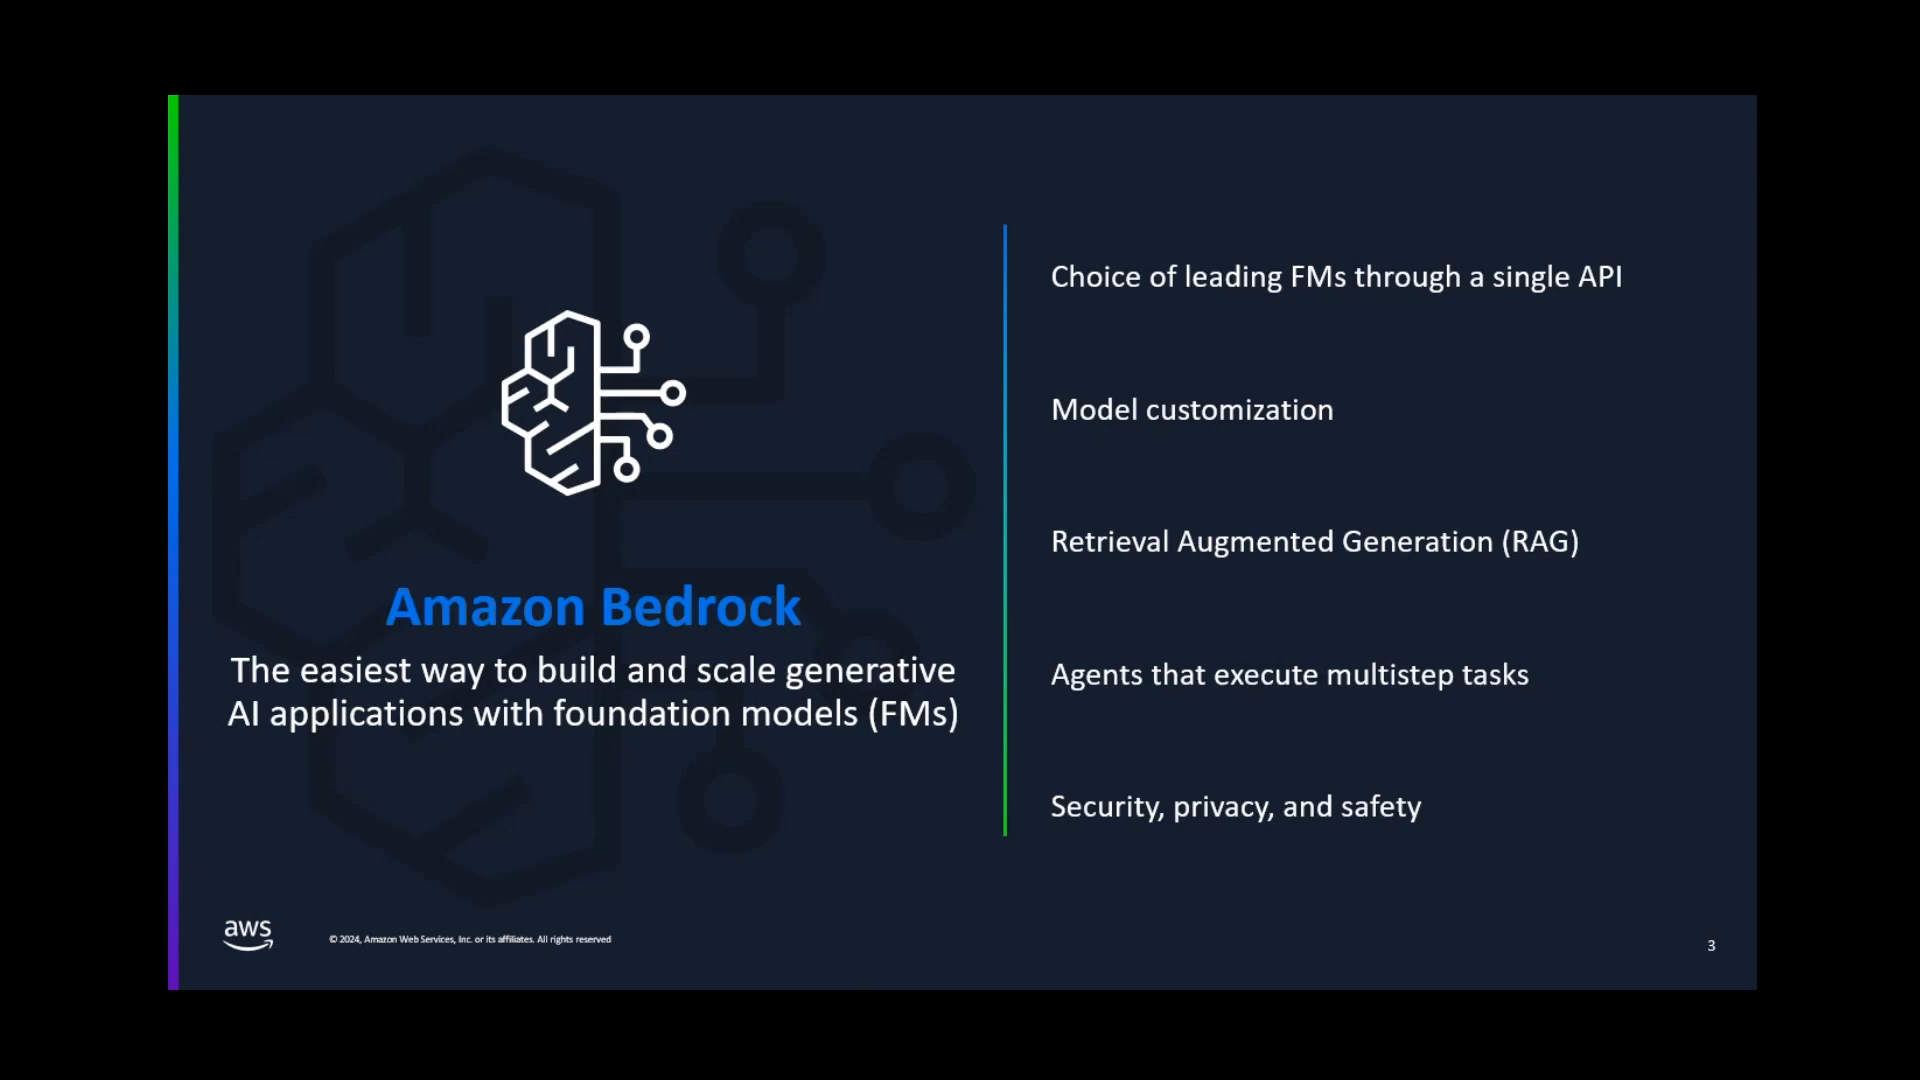 Amazon Bedrock
The easiest way to build and scale generative
AI applications with foundation models (FMs)
Choice of leading FMs through a single API
Model customization
Retrieval Augmented Generation (RAG)
Agents that execute multistep tasks
Security, privacy, and safety
aws
© 2024, Amazon Web Services, Inc. or its affiliates. All rights reserved
3